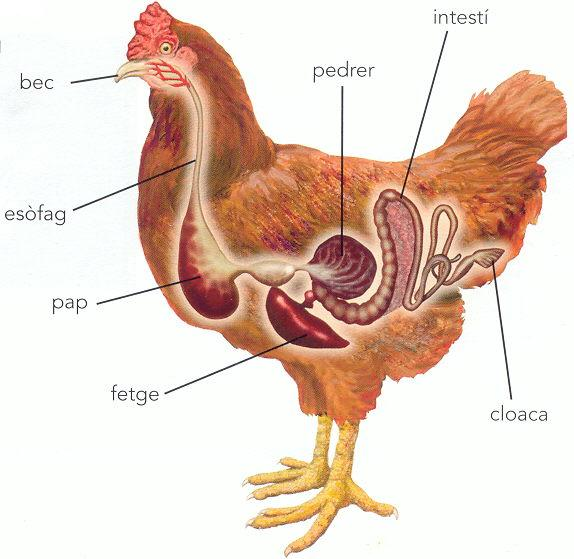 intestí
pedrer
bec
esòfag
pap
fetge
cloaca